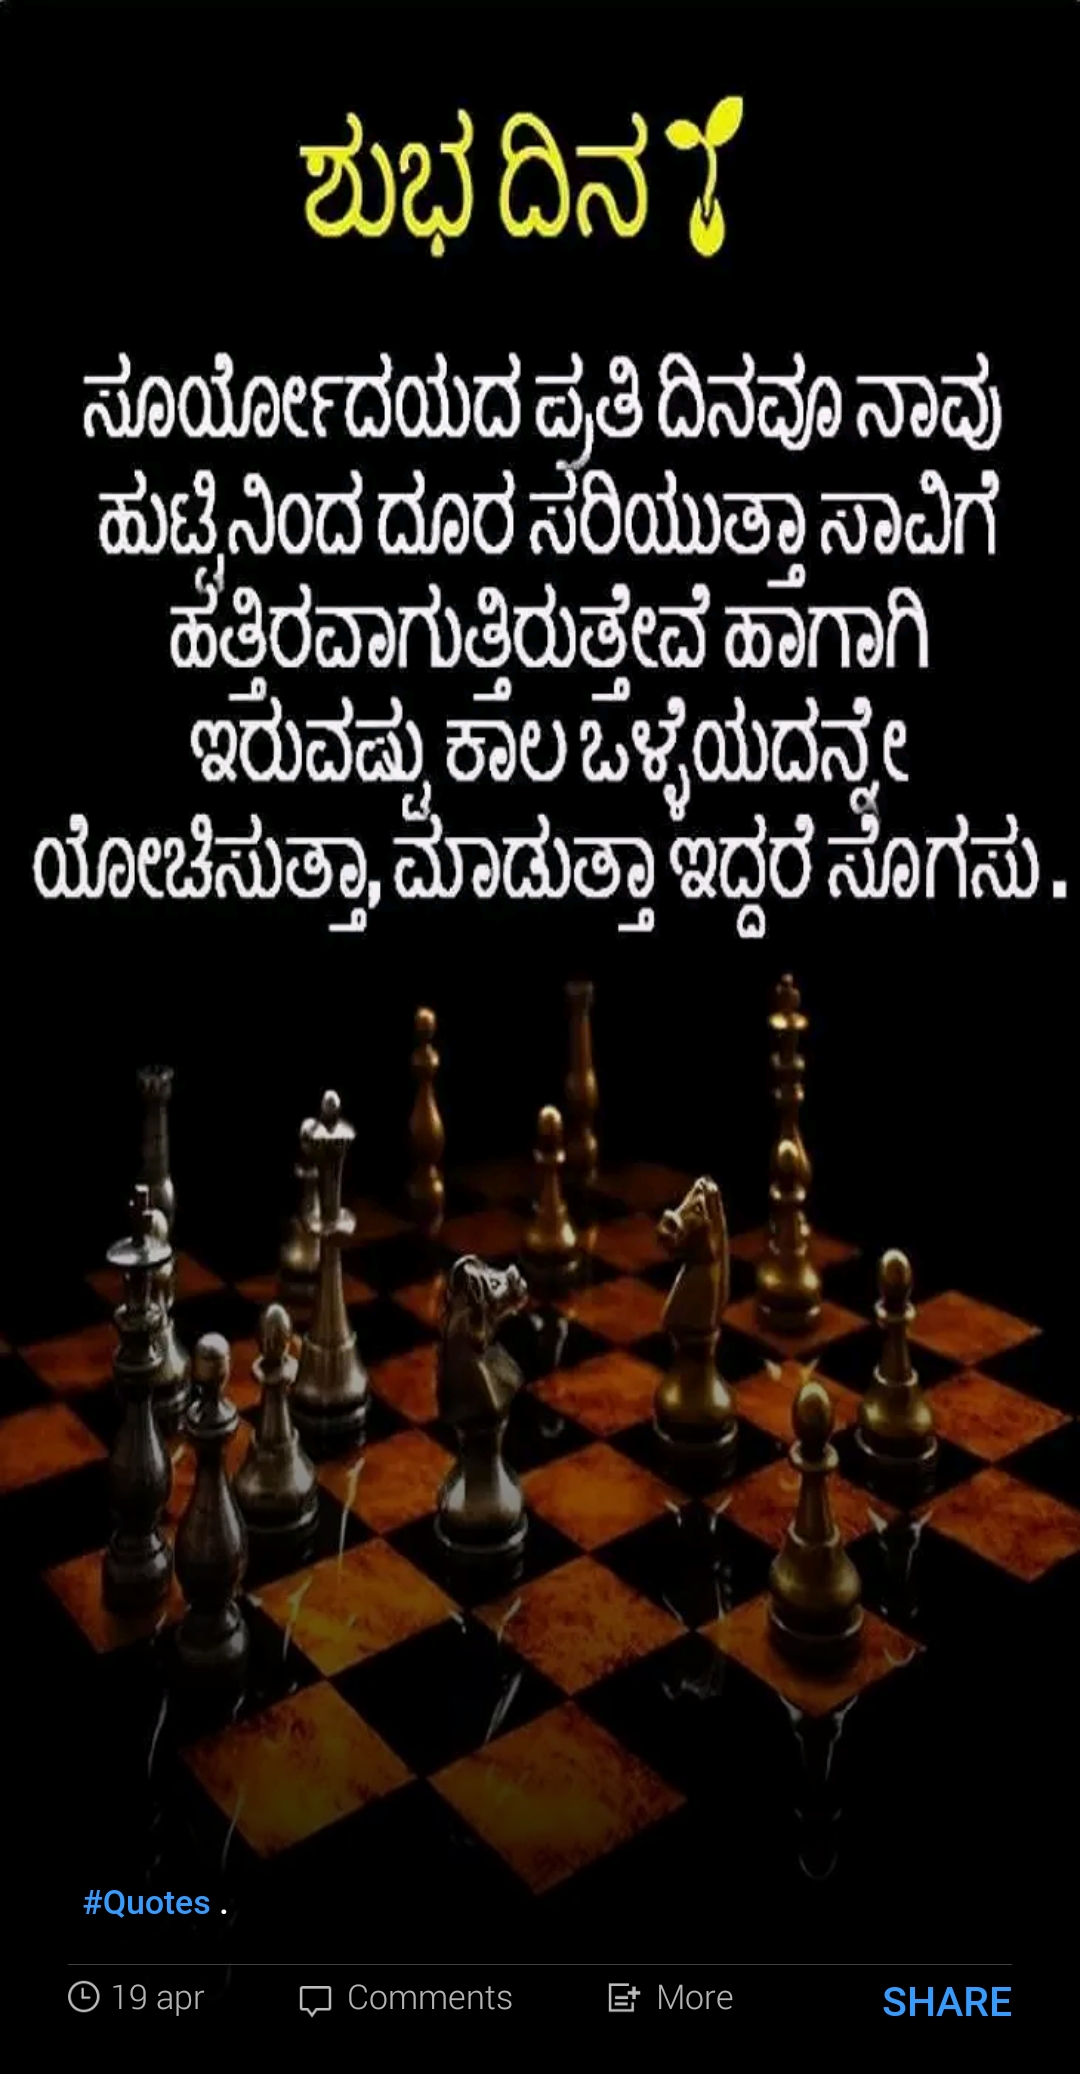 ಶುಭ ದಿನ
ಸೂರ್ಯೋದಯದ ಪ್ರತಿ ದಿನವೂ ನಾವು
ಹುಟ್ಟಿನಿಂದ ದೂರ ಸರಿಯುತ್ತಾ ಸಾವಿಗೆ
ಹತ್ತಿರವಾಗುತ್ತಿರುತ್ತೇವೆ ಹಾಗಾಗಿ
ಇರುವಷ್ಟು ಕಾಲ ಒಳ್ಳೆಯದನ್ನೇ
ಯೋಚಿಸುತ್ತಾ, ಮಾಡುತ್ತಾ ಇದ್ದರೆ ಸೊಗಸು.
#Quotes .
19 apr Comments More SHARE